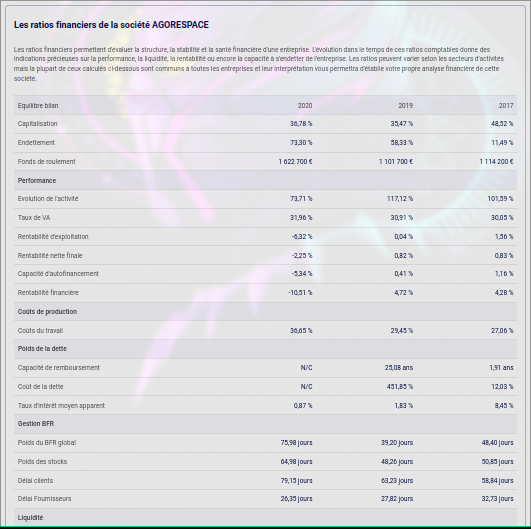 Les ratios financiers de la société AGORESPACE
Les ratios financiers permettent d'évaluer la structure, la stabilité et la santé financière d'une entreprise. L'évolution dans le temps de ces ratios comptables donne des
indications précieuses sur la performance, la liquidité, la rentabilité ou encore la capacité à s'endetter de l'entreprise. Les ratios peuvent varier selon les secteurs d'activités
mais la plupart de ceux calculés ci-dessous sont communs à toutes les entreprises et leur interprétation vous permettra d'établir votre propre analyse financière de cette
société.
Equilibre bilan 2020 2019 2017
Capitalisation 36,78 % 35,47 % 48,52 %
Endettement 73,30 % 58,33 % 11,49 %
Fonds de roulement 1 622 700 € 1 101 700 € 1 114 200 €
Performance
Evolution de l'activité 73,71 % 117,12 % 101,59 %
Taux de VA 31,96 % 30,91 % 30,05 %
Rentabilité d'exploitation -6,32 % 0,04 % 1,56 %
Rentabilité nette finale -2,25 % 0,82 % 0,83 %
Capacité d'autofinancement -5,34 % 0,41 % 1,16 %
Rentabilité financière -10,51 % 4,72 % 4,28 %
Coûts de production
Coûts du travail 36,65 % 29,45 % 27,06 %
Poids de la dette
Capacité de remboursement N/C 25,08 ans 1,91 ans
Coût de la dette N/C 451,85 % 12,03 %
Taux d'intérêt moyen apparent 0,87 % 1,83 % 8,45 %
Gestion BFR
Poids du BFR global 75,98 jours 39,20 jours 48,40 jours
Poids des stocks 64,98 jours 48,26 jours 50,85 jours
Délai clients 79,15 jours 63,23 jours 58,84 jours
Délai Fournisseurs 26,35 jours 27,82 jours 32,73 jours
Liquidité